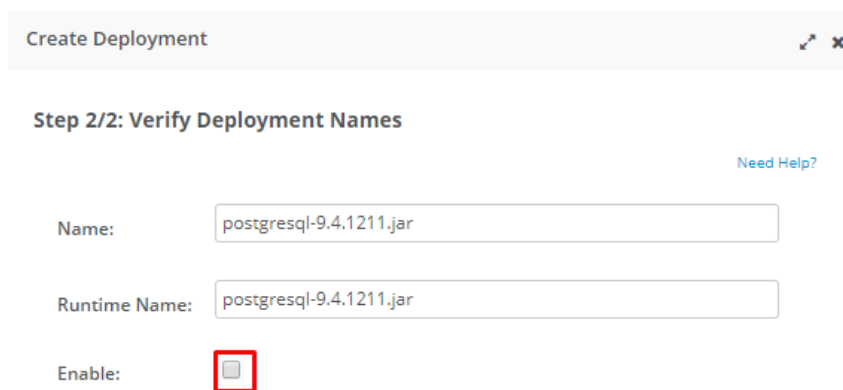 Create Deployment
Step 2/2: Verify Deployment Names
Need Help?
Name: postgresql-9.4.1211.jar
Runtime Name: postgresql-9.4.1211.jar
Enable: